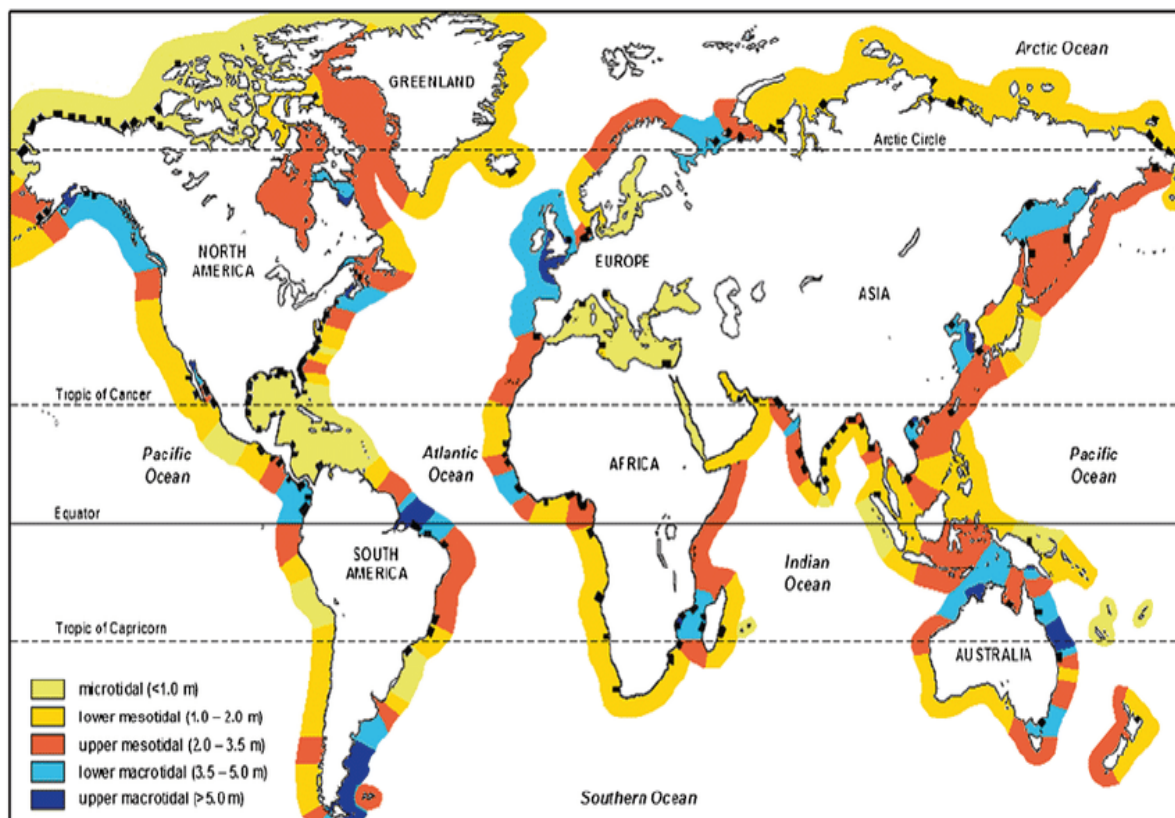 Arctic Ocean
GREENLAND
Arctic Circle
NORTH
AMERICA
EUROPE
ASIA
Tropic of Cancer
Pacific
Ocean
Atlantic
Ocean
AFRICA
Pacific
Ocean
Equator
SOUTH
AMERICA
Indian
Ocean
Tropic of Capricorn
AUSTRALIA
microtidal (<1.0 m)
lower mesotidal (1.0 – 2.0 m)
upper mesotidal (2.0 – 3.5 m)
lower macrotidal (3.5 – 5.0 m)
upper macrotidal (>5.0 m)
Southern Ocean